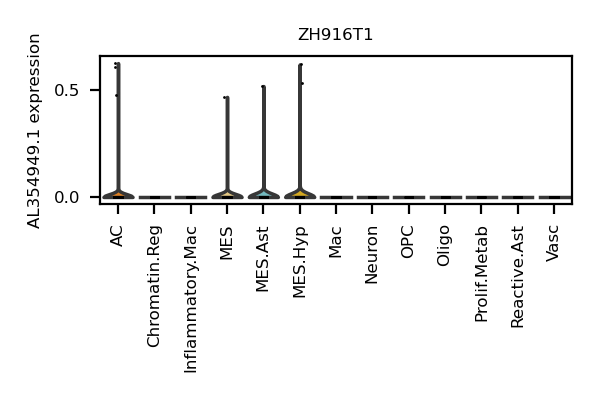 ZH916T1
AL354949.1 expression
0.5
0.0
AC
Chromatin.Reg
Inflammatory.Mac
MES
MES.Ast
MES.Hyp
Mac
Neuron
OPC
Oligo
Prolif.Metab
Reactive.Ast
Vasc